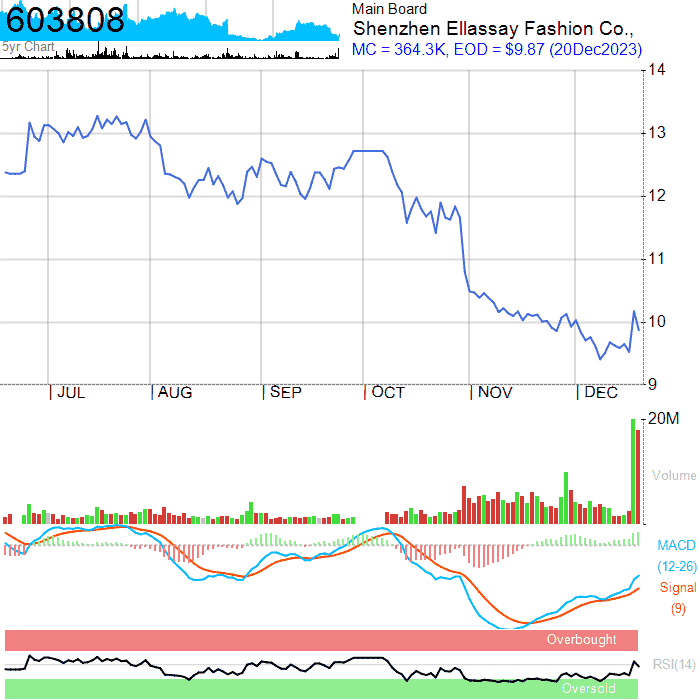 603808
5yr Chart
Main Board
Shenzhen Ellassay Fashion Co.,
MC = 364.3K, EOD = $9.87 (20Dec2023)
14
13
12
11
10
9
JUL
AUG
SEP
OCT
NOV
DEC
20M
Volume
MACD
(12-26)
Signal
(9)
Overbought
RSI(14)
Oversold